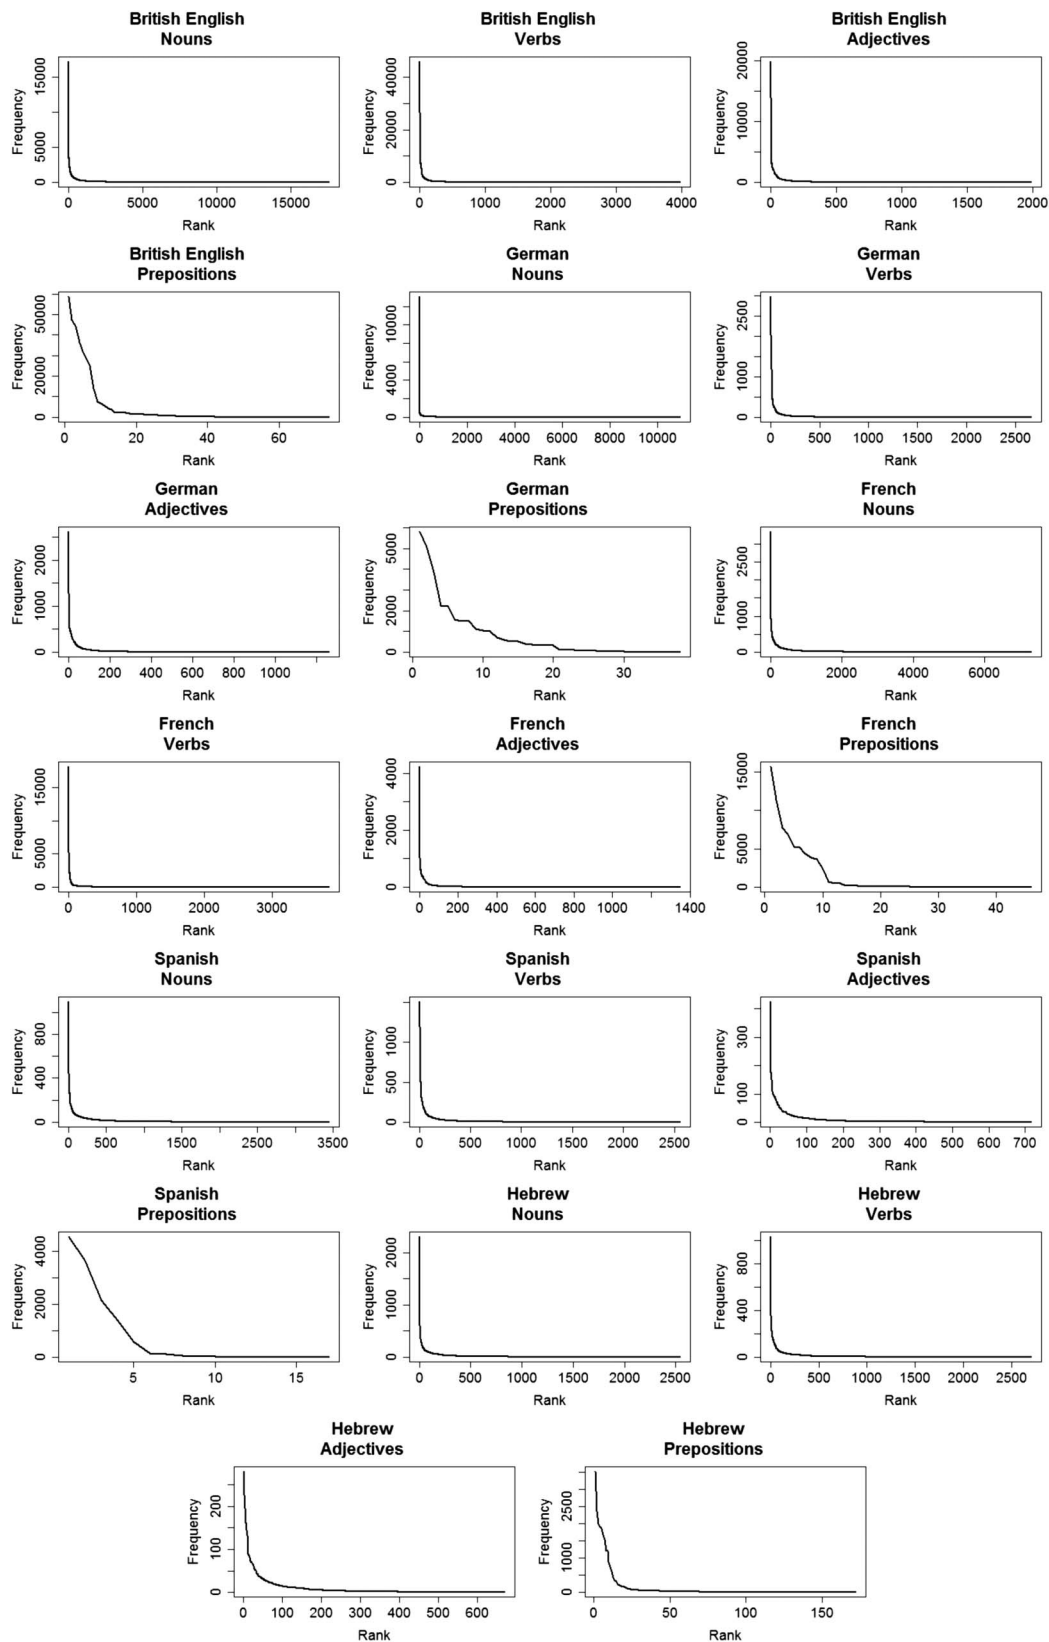 British English
Nouns
Frequency
0 5000 15000
0 5000 10000 15000
Rank
British English
Verbs
Frequency
0 20000 40000
0 1000 2000 3000 4000
Rank
British English
Adjectives
Frequency
0 10000 20000
0 500 1000 1500 2000
Rank
British English
Prepositions
Frequency
0 20000 50000
0 20 40 60
Rank
German
Nouns
Frequency
0 4000 10000
0 2000 4000 6000 8000 10000
Rank
German
Verbs
Frequency
0 1000 2500
0 500 1000 1500 2000 2500
Rank
German
Adjectives
Frequency
0 1000 2000
0 200 400 600 800 1000
Rank
German
Prepositions
Frequency
0 2000 5000
0 10 20 30
Rank
French
Nouns
Frequency
0 1000 2500
0 2000 4000 6000
Rank
French
Verbs
Frequency
0 5000 15000
0 1000 2000 3000
Rank
French
Adjectives
Frequency
0 2000 4000
0 200 400 600 800 1000 1400
Rank
French
Prepositions
Frequency
0 5000 15000
0 10 20 30 40
Rank
Spanish
Nouns
Frequency
0 400 800
0 500 1500 2500 3500
Rank
Spanish
Verbs
Frequency
0 500 1000
0 500 1000 1500 2000 2500
Rank
Spanish
Adjectives
Frequency
0 100 300
0 100 200 300 400 500 600 700
Rank
Spanish
Prepositions
Frequency
0 2000 4000
5 10 15
Rank
Hebrew
Nouns
Frequency
0 1000 2000
0 500 1000 1500 2000 2500
Rank
Hebrew
Verbs
Frequency
0 400 800
0 500 1000 1500 2000 2500
Rank
Hebrew
Adjectives
Frequency
0 100 200
0 100 200 300 400 500 600
Rank
Hebrew
Prepositions
Frequency
0 1000 2500
0 50 100 150
Rank